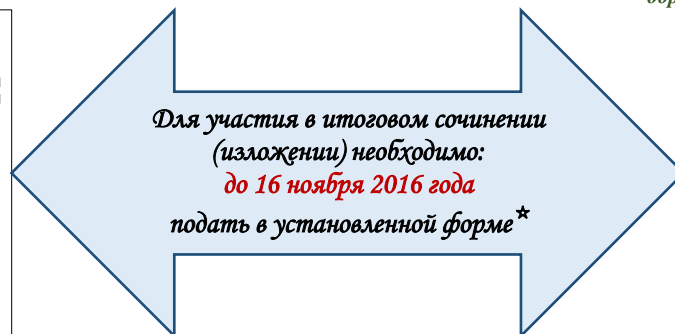 Для участия в итоговом сочинении
(изложении) необходимо:
до 16 ноября 2016 года
подать в установленной форме*